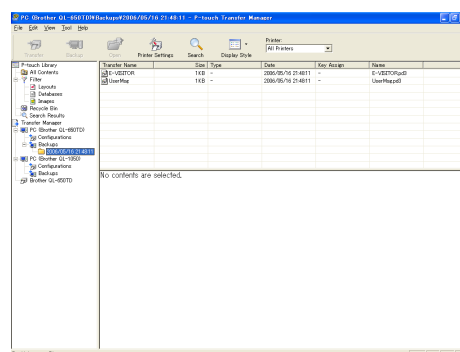 PC (Brother QL-650TD)¥Backups¥2006/05/16 21:48:11 - P-touch Transfer Manager
File Edit View Tool Help
Transfer Backup Open Printer Settings Search Display Style
Printer:
All Printers
P-touch Library
All Contents
Filter
Layouts
Databases
Images
Recycle Bin
Search Results
Transfer Manager
PC (Brother QL-650TD)
Configurations
Backups
2006/05/16 21:48:11
PC (Brother QL-1050)
Configurations
Backups
Brother QL-650TD
Transfer Name Size Type Date Key Assign Name
E-VISITOR 1KB - 2006/05/16 21:48:11 - E-VISITOR.pd3
UserMap 1KB - 2006/05/16 21:48:11 - UserMap.pd3
No contents are selected.